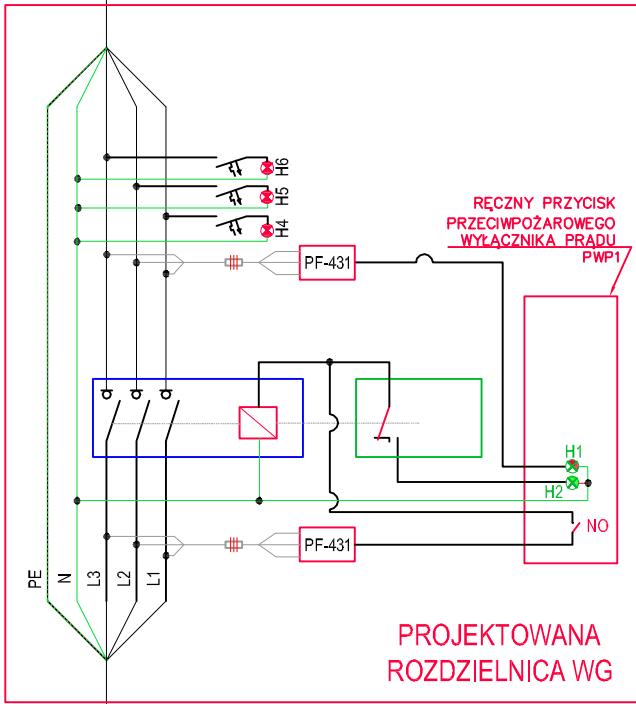 H6
H5
H4
RĘCZNY PRZYCISK
PRZECIWPOŻAROWEGO
WYŁĄCZNIKA PRĄDU
PWP1
PF-431
H1
H2
NO
PF-431
PE
N
L3
L2
L1
PROJEKTOWANA
ROZDZIELNICA WG